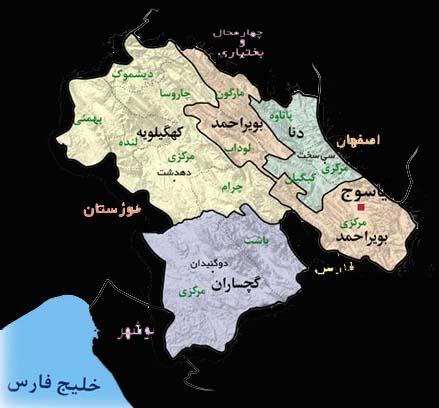 چهارمحال
و
بختیاری
دیشموک
مارگون
چاروسا
پاتاوه
بهمئی
کهگیلویه
بویراحمد
دنا
اصفهان
لنده
سی سخت
مرکزی
لوداب
مرکزی
دهدشت
کبگیان
یاسوج
چرام
خوزستان
مرکزی
بویراحمد
باشت
دوگنبدان
فارس
گچساران
مرکزی
بوشهر
خلیج فارس